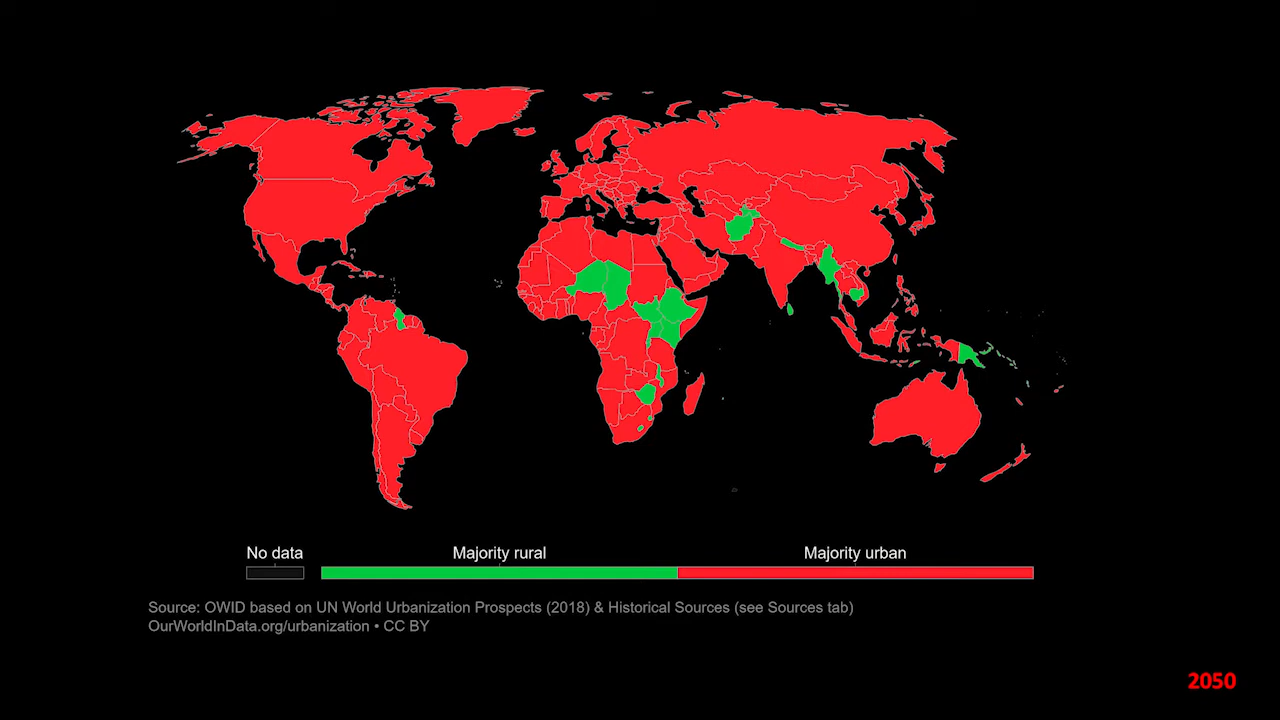 No data
Majority rural
Majority urban
Source: OWID based on UN World Urbanization Prospects (2018) & Historical Sources (see Sources tab)
OurWorldInData.org/urbanization • CC BY
2050